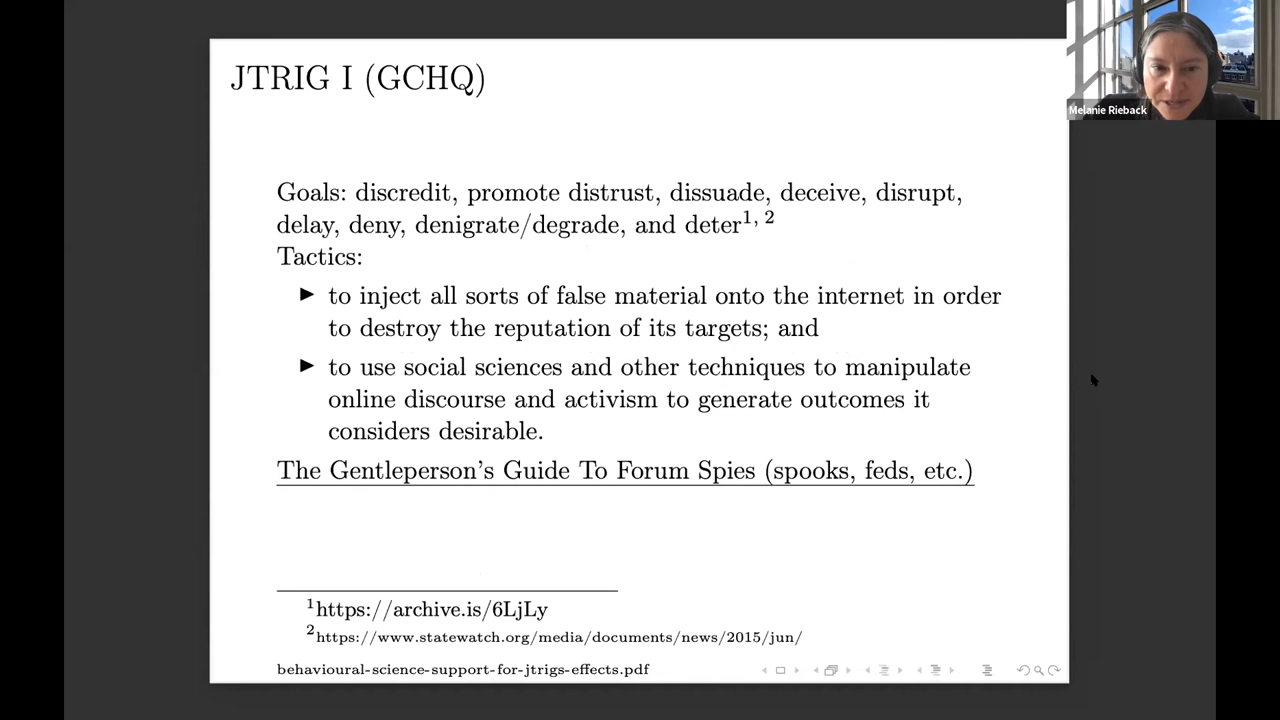 JTRIG I (GCHQ)
Melanie Rieback
Goals: discredit, promote distrust, dissuade, deceive, disrupt,
delay, deny, denigrate/degrade, and deter1, 2
Tactics:
▶ to inject all sorts of false material onto the internet in order
to destroy the reputation of its targets; and
▶ to use social sciences and other techniques to manipulate
online discourse and activism to generate outcomes it
considers desirable.
The Gentleperson's Guide To Forum Spies (spooks, feds, etc.)
1https://archive.is/6LjLy
2https://www.statewatch.org/media/documents/news/2015/jun/
behavioural-science-support-for-jtrigs-effects.pdf